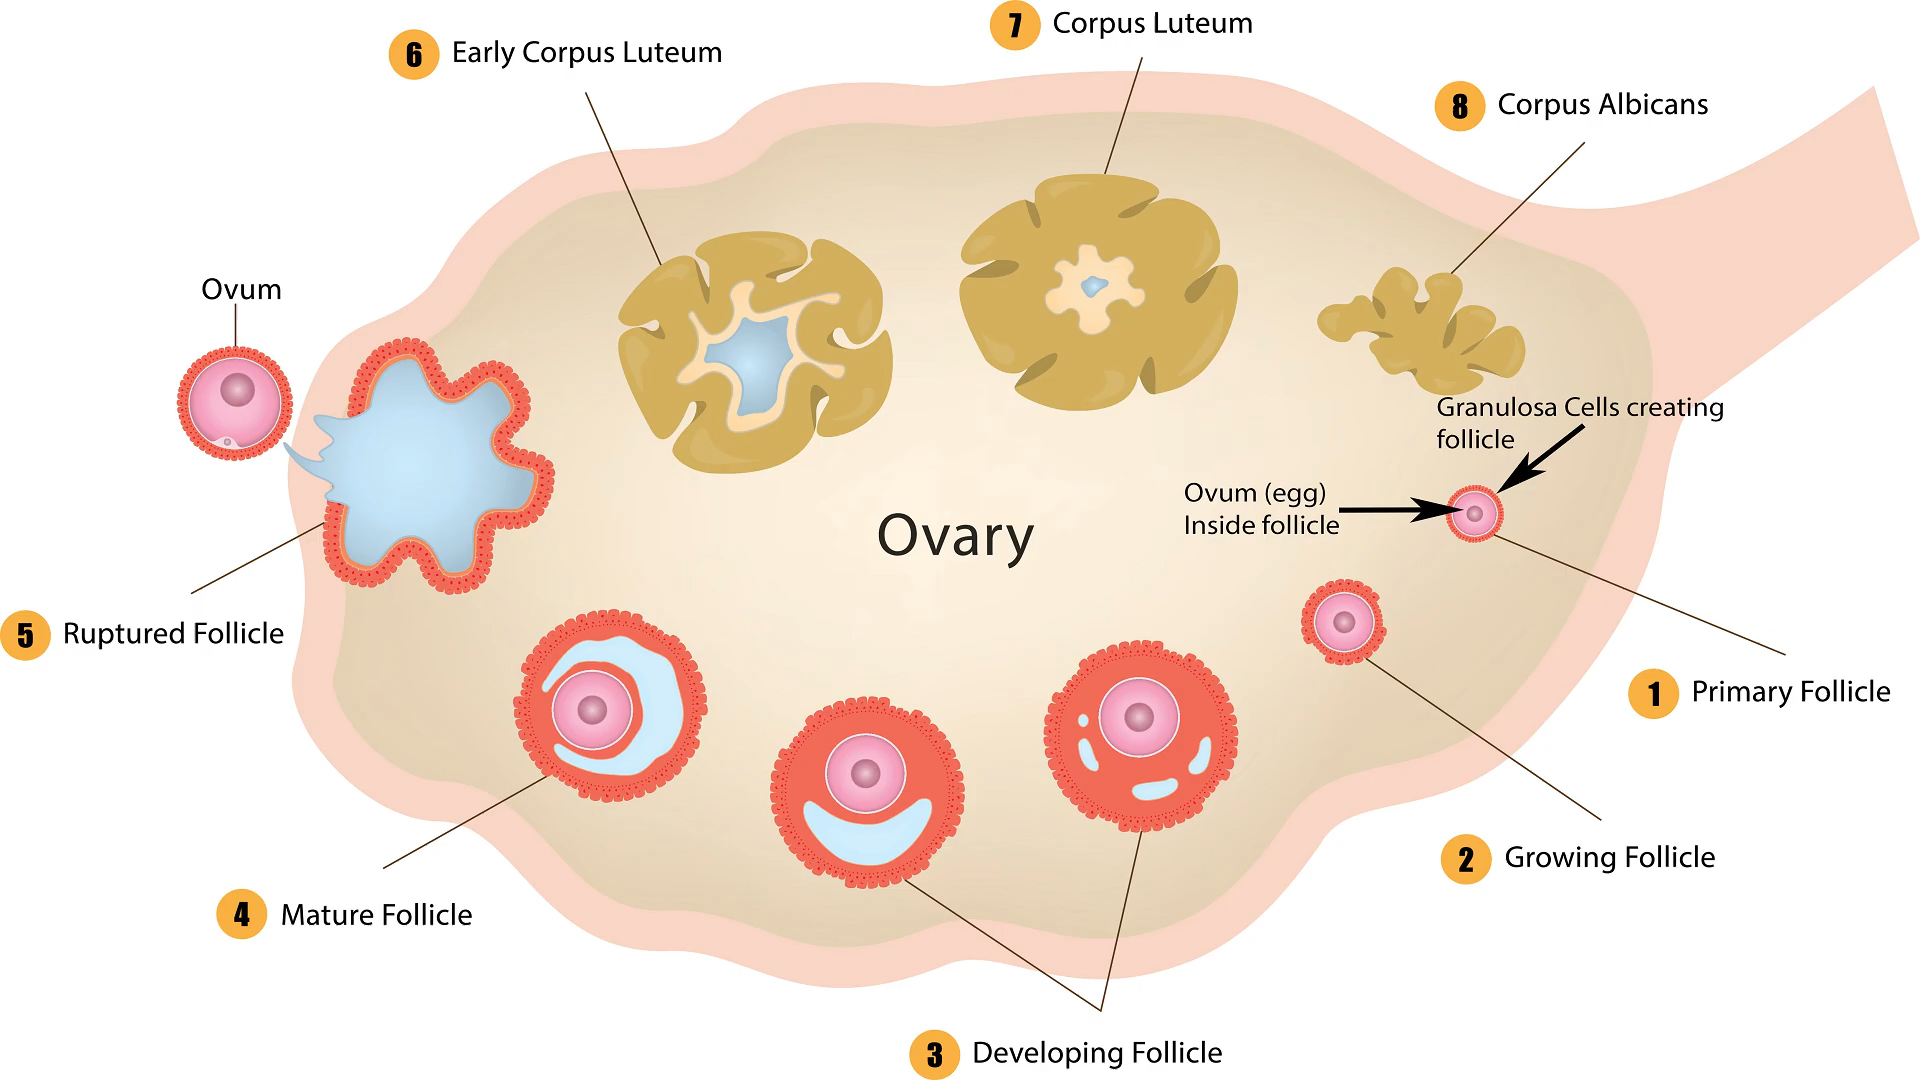 7 Corpus Luteum
6 Early Corpus Luteum
8 Corpus Albicans
Ovum
Granulosa Cells creating
follicle
Ovum (egg)
Inside follicle
Ovary
5 Ruptured Follicle
1 Primary Follicle
2 Growing Follicle
4 Mature Follicle
3 Developing Follicle